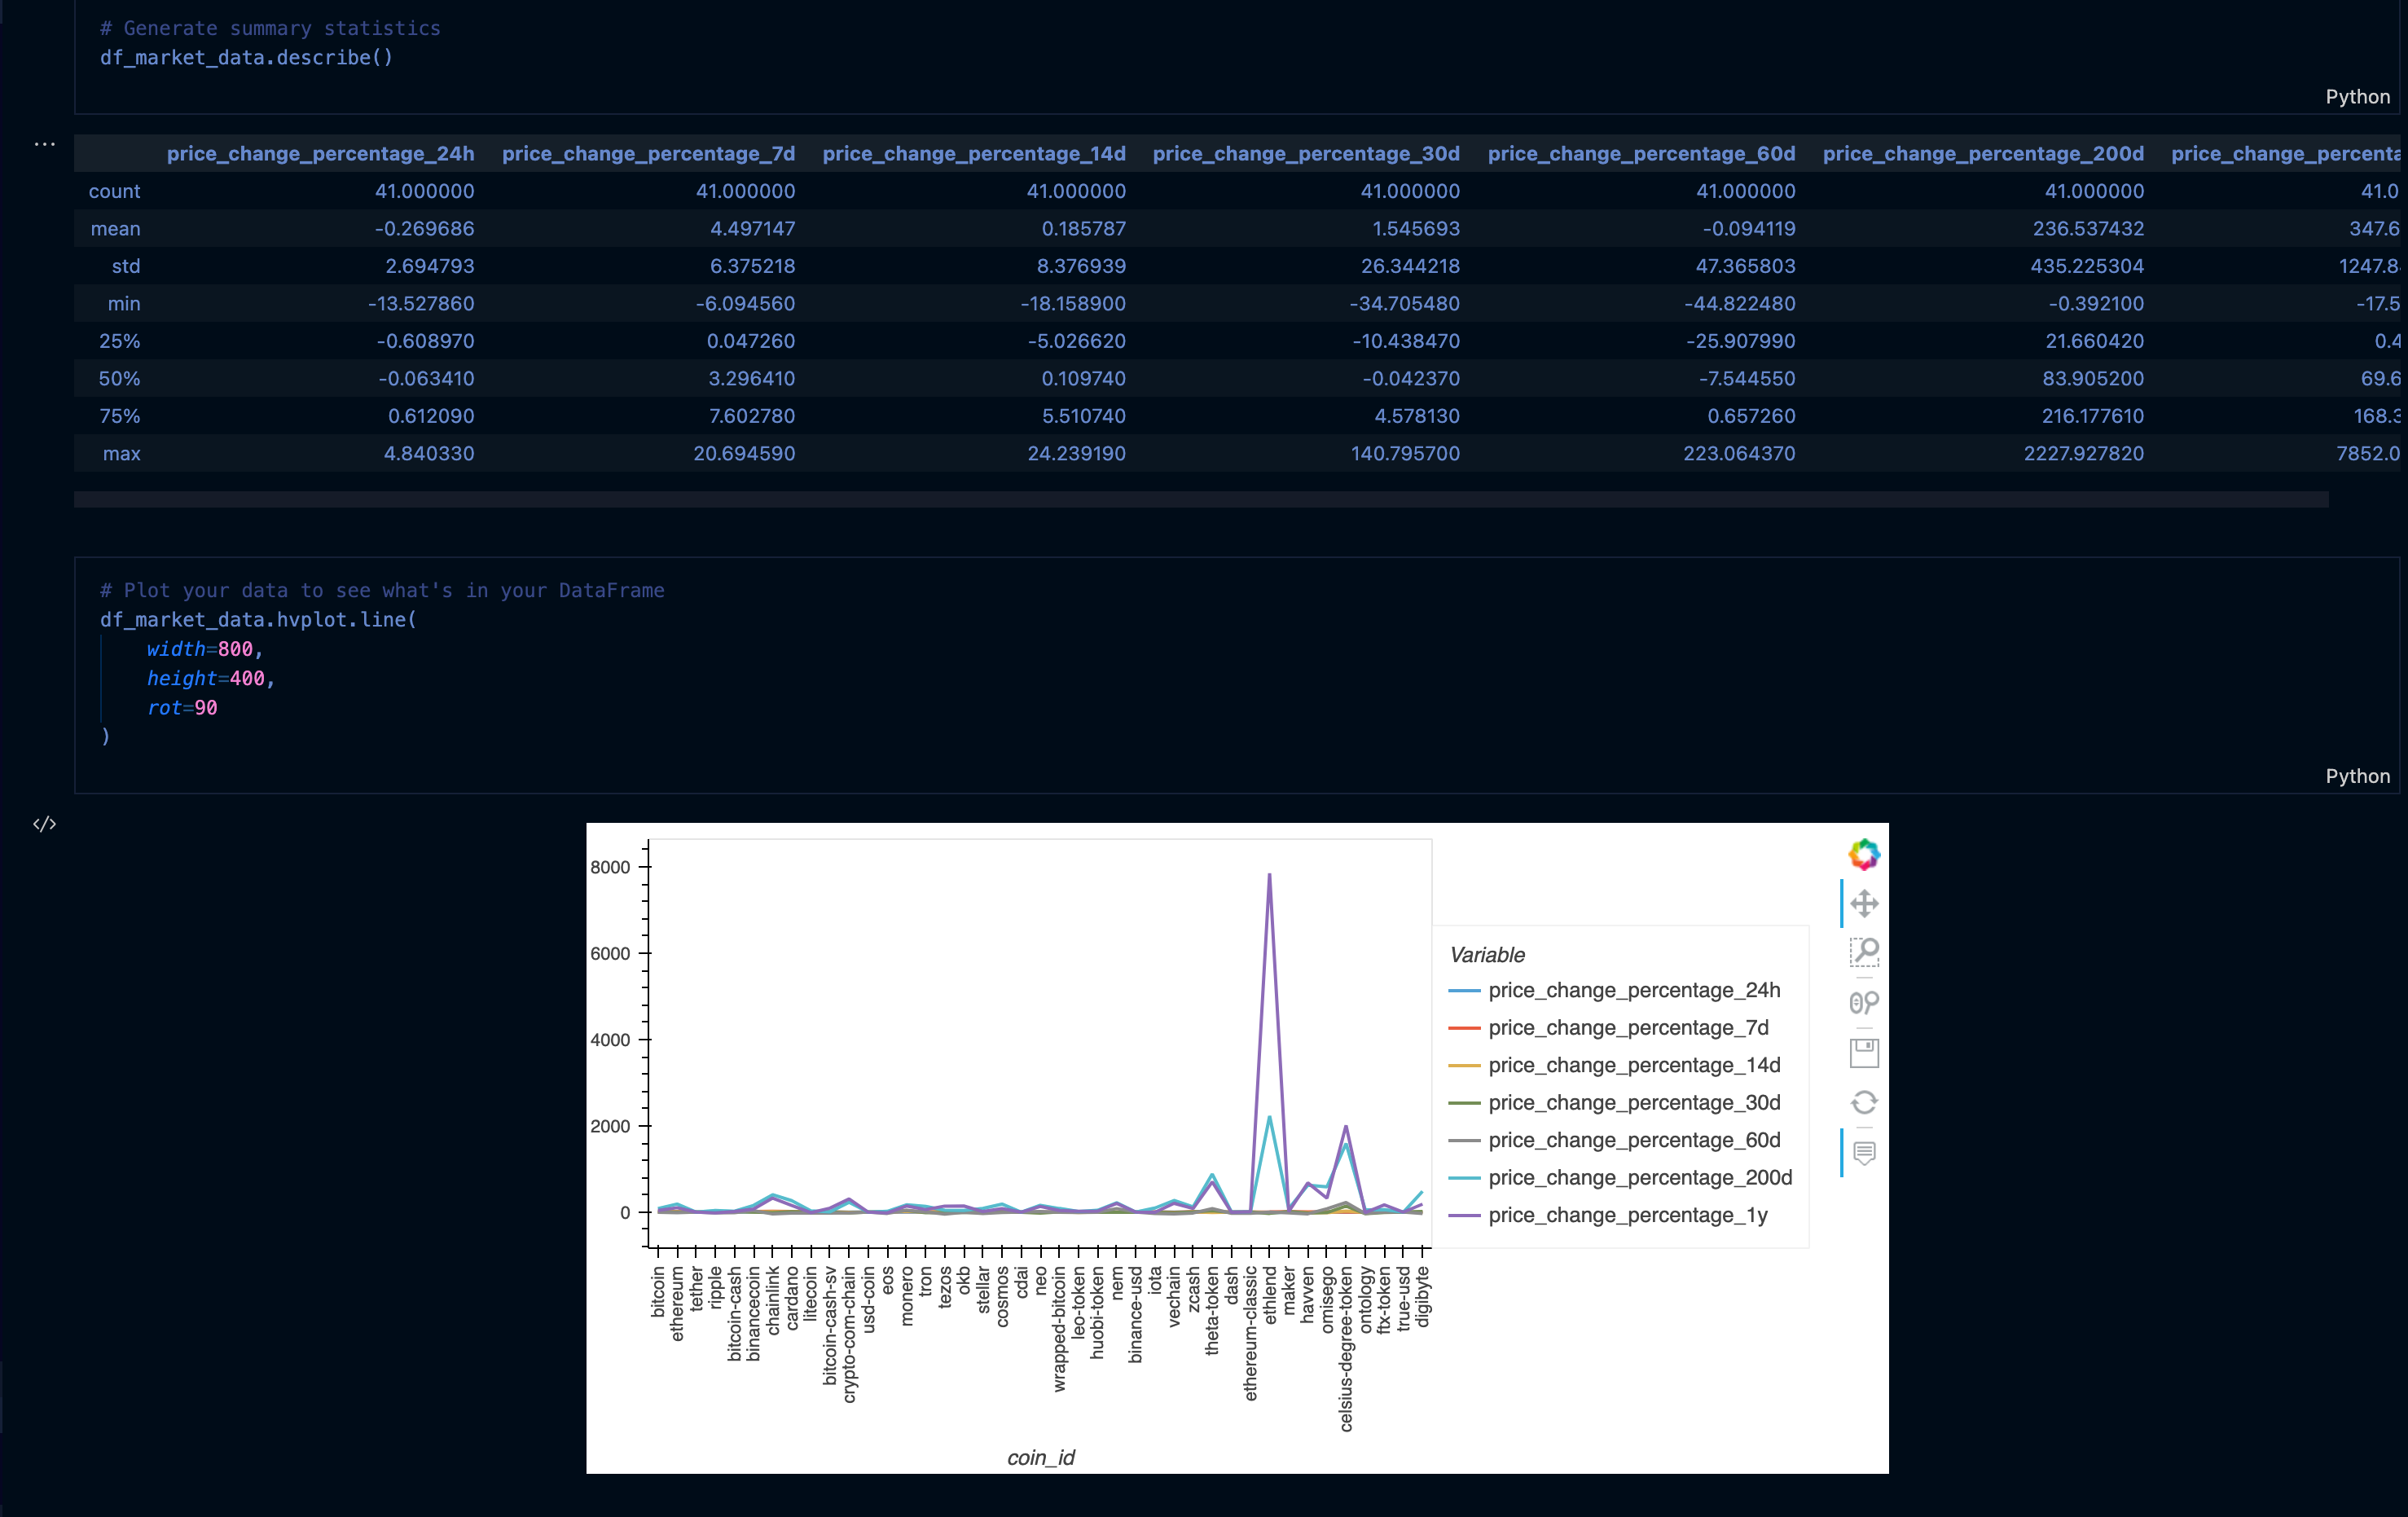 # Generate summary statistics
df_market_data.describe()
Python
...
price_change_percentage_24h price_change_percentage_7d price_change_percentage_14d price_change_percentage_30d price_change_percentage_60d price_change_percentage_200d price_change_percenta
count 41.000000 41.000000 41.000000 41.000000 41.000000 41.000000 41.0
mean -0.269686 4.497147 0.185787 1.545693 -0.094119 236.537432 347.6
std 2.694793 6.375218 8.376939 26.344218 47.365803 435.225304 1247.8
min -13.527860 -6.094560 -18.158900 -34.705480 -44.822480 -0.392100 -17.5
25% -0.608970 0.047260 -5.026620 -10.438470 -25.907990 21.660420 0.4
50% -0.063410 3.296410 0.109740 -0.042370 -7.544550 83.905200 69.6
75% 0.612090 7.602780 5.510740 4.578130 0.657260 216.177610 168.3
max 4.840330 20.694590 24.239190 140.795700 223.064370 2227.927820 7852.0
# Plot your data to see what's in your DataFrame
df_market_data.hvplot.line(
width=800,
height=400,
rot=90
)
Python
</>
8000
6000
4000
2000
0
Variable
price_change_percentage_24h
price_change_percentage_7d
price_change_percentage_14d
price_change_percentage_30d
price_change_percentage_60d
price_change_percentage_200d
price_change_percentage_1y
bitcoin
ethereum
tether
ripple
bitcoin-cash
binancecoin
chainlink
cardano
litecoin
bitcoin-cash-sv
crypto-com-chain
usd-coin
eos
monero
tron
tezos
okb
stellar
cosmos
cdai
neo
wrapped-bitcoin
leo-token
huobi-token
nem
binance-usd
iota
vechain
zcash
theta-token
dash
ethereum-classic
ethlend
maker
havven
omisego
celsius-degree-token
ontology
ftx-token
true-usd
digibyte
coin_id